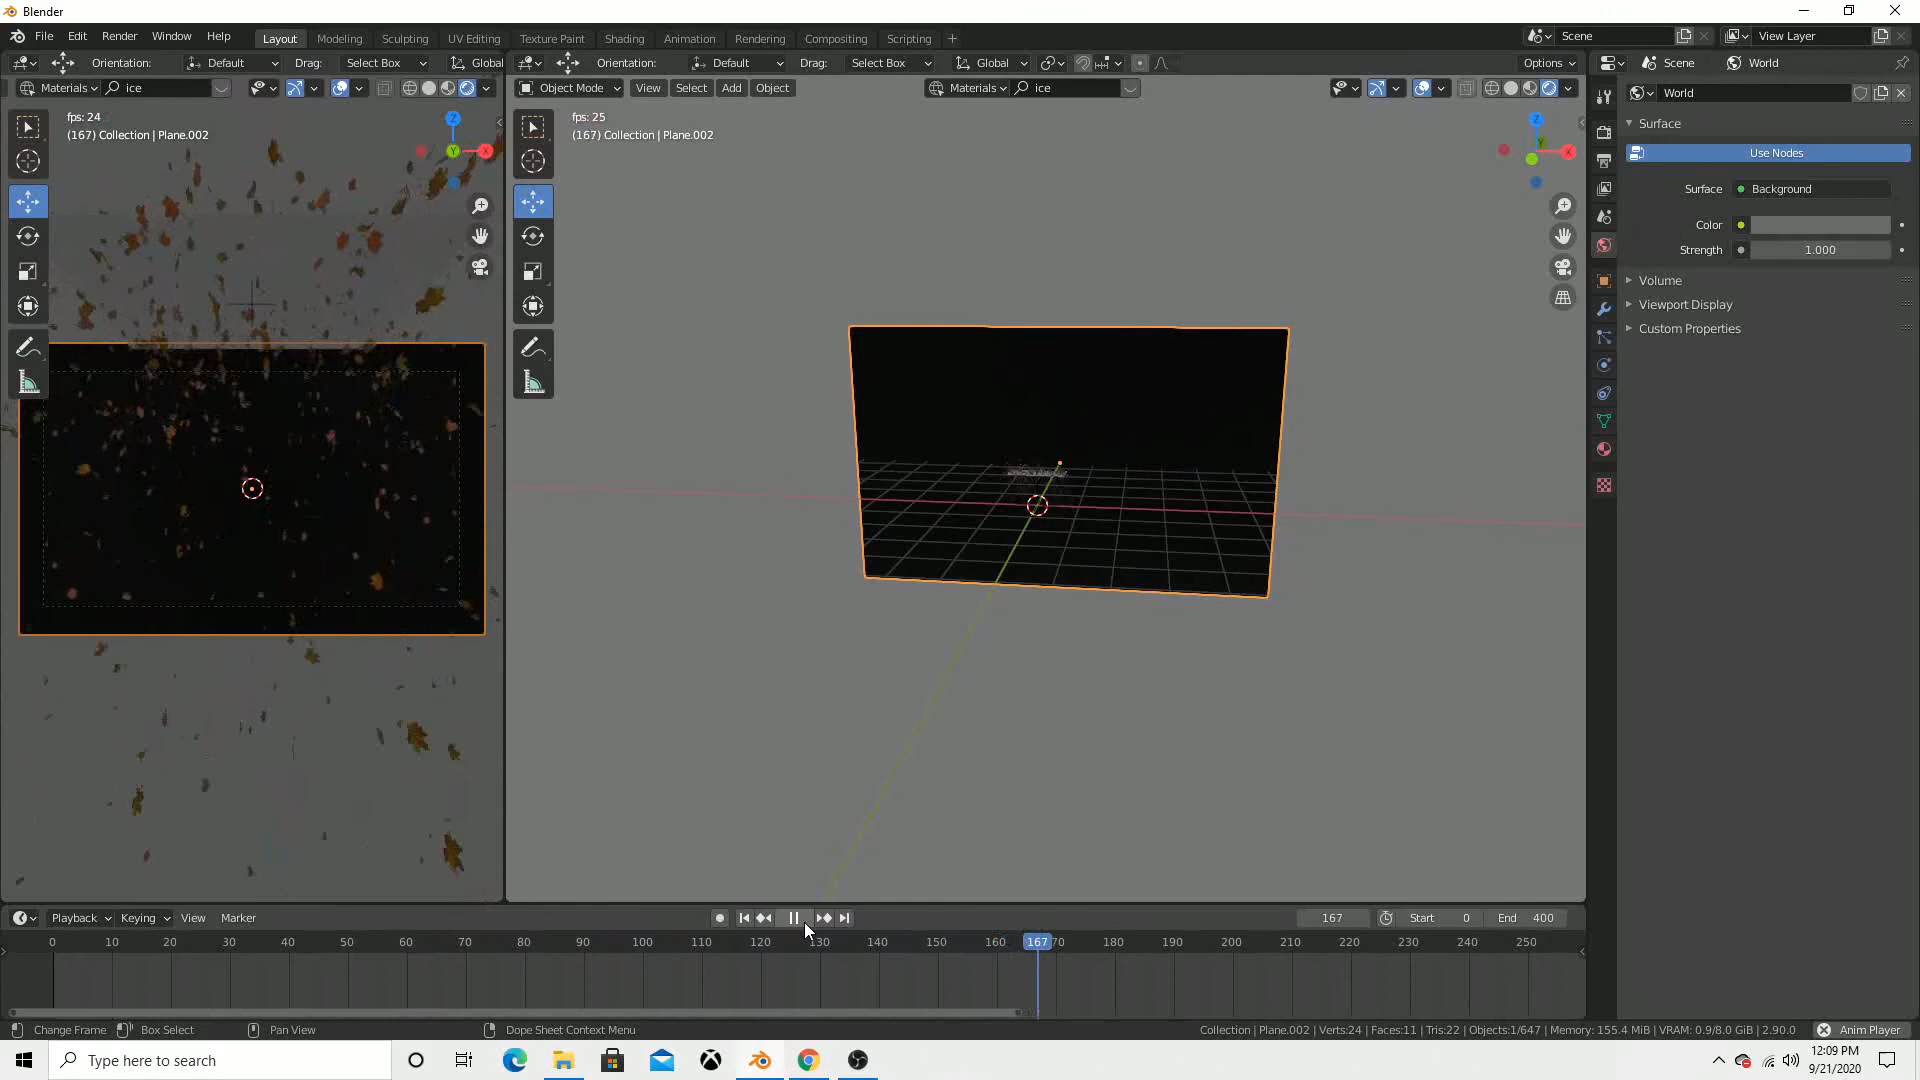 Blender
File Edit Render Window Help Layout Modeling Sculpting UV Editing Texture Paint Shading Animation Rendering Compositing Scripting + Scene View Layer
Orientation: Default Drag: Select Box Global Orientation: Default Drag: Select Box Global Options Scene World
Materials ice Object Mode View Select Add Object Materials ice World
fps: 24
(167) Collection | Plane.002
fps: 25
(167) Collection | Plane.002
Z
Y X
Z
Y X
Surface
Use Nodes
Surface Background
Color
Strength 1.000
Volume
Viewport Display
Custom Properties
Playback Keying View Marker 167 Start 0 End 400
0 10 20 30 40 50 60 70 80 90 100 110 120 130 140 150 160 167 70 180 190 200 210 220 230 240 250
Change Frame Box Select Pan View Dope Sheet Context Menu Collection | Plane.002 | Verts:24 | Faces:11 | Tris:22 | Objects:1/647 | Memory: 155.4 MiB | VRAM: 0.9/8.0 GiB | 2.90.0 Anim Player
Type here to search 12:09 PM
9/21/2020